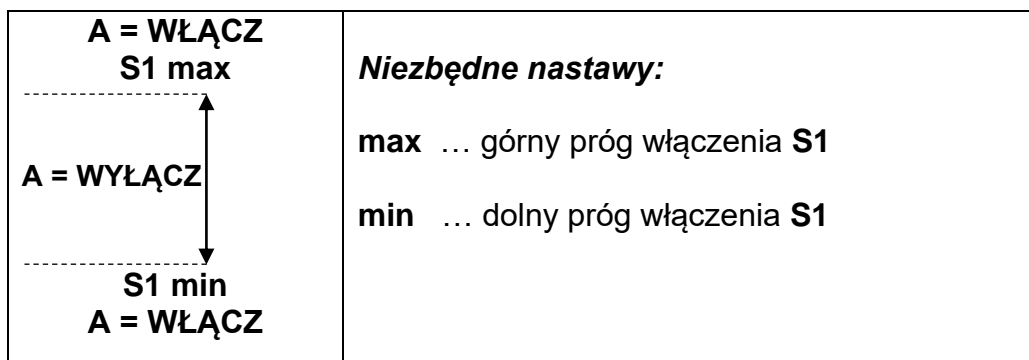 A = WŁĄCZ
S1 max
A = WYŁĄCZ
S1 min
A = WŁĄCZ
Niezbędne nastawy:
max … górny próg włączenia S1
min … dolny próg włączenia S1